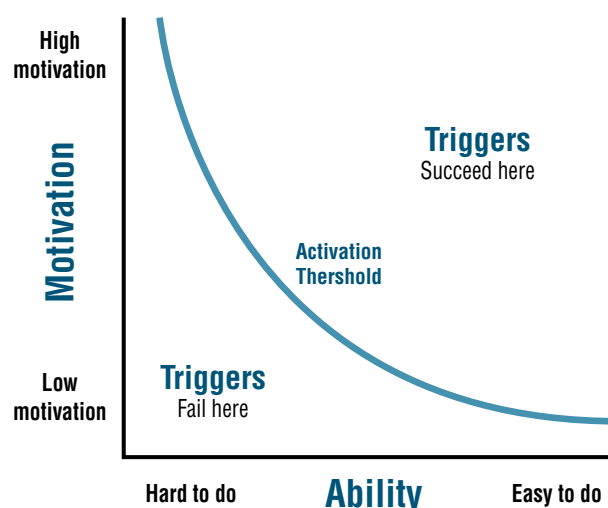 High
motivation
Motivation
Triggers
Succeed here
Activation
Thershold
Triggers
Fail here
Low
motivation
Hard to do
Ability
Easy to do